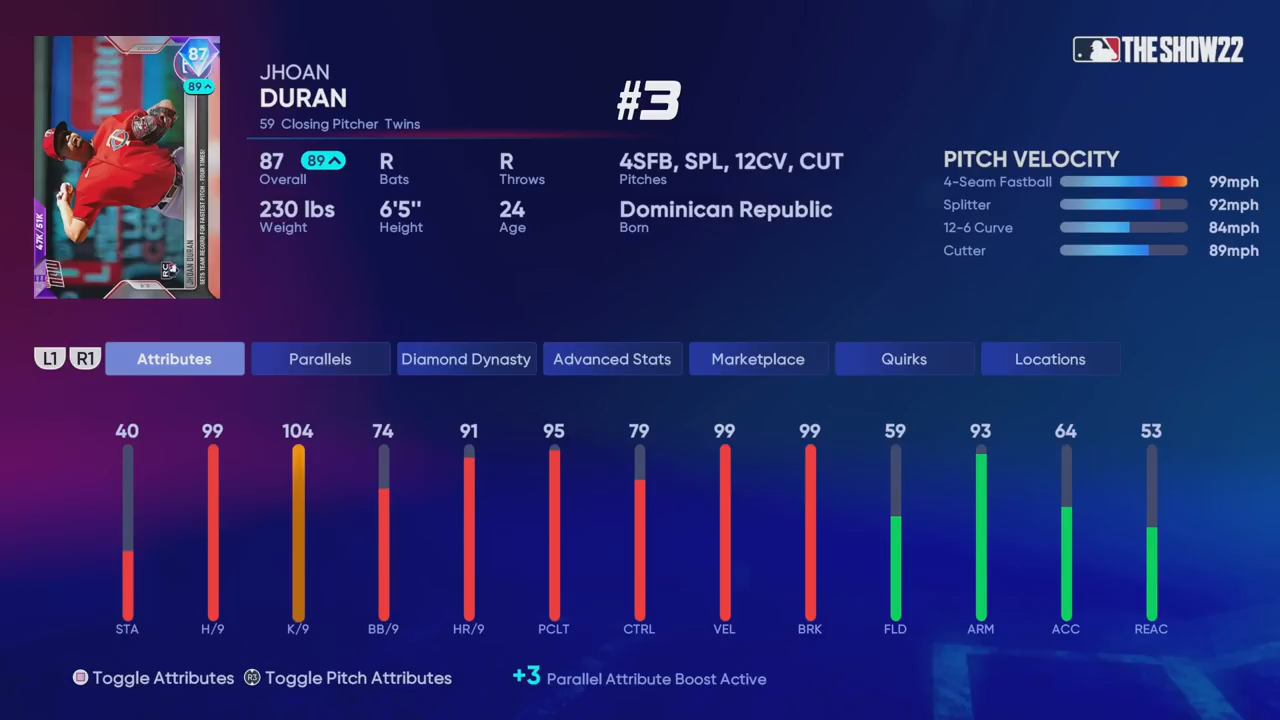 87
89
TORO
47K/51K
JHOAN DURAN
SETS TEAM RECORD FOR FASTEST PITCH - FOUR TIMES!
RC
JHOAN
DURAN
59 Closing Pitcher Twins
#3
THE SHOW22
87 89
Overall
R
Bats
R
Throws
4SFB, SPL, 12CV, CUT
Pitches
230 lbs
Weight
6'5"
Height
24
Age
Dominican Republic
Born
PITCH VELOCITY
4-Seam Fastball 99mph
Splitter 92mph
12-6 Curve 84mph
Cutter 89mph
L1 R1 Attributes Parallels Diamond Dynasty Advanced Stats Marketplace Quirks Locations
40 99 104 74 91 95 79 99 99 59 93 64 53
STA H/9 K/9 BB/9 HR/9 PCLT CTRL VEL BRK FLD ARM ACC REAC
Toggle Attributes R3 Toggle Pitch Attributes +3 Parallel Attribute Boost Active